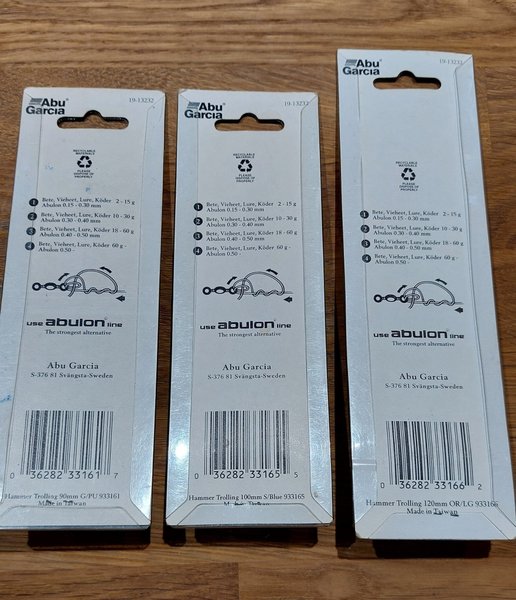 Abu
Garcia
19-13232
RECYCLABLE
MATERIALS
PLEASE
DISPOSE OF
PROPERLY
1 Bete, Vieheet, Lure, Köder 2 - 15 g
Abulon 0.15 - 0.30 mm
2 Bete, Vieheet, Lure, Köder 10 - 30 g
Abulon 0.30 - 0.40 mm
3 Bete, Vieheet, Lure, Köder 18 - 60 g
Abulon 0.40 - 0.50 mm
4 Bete, Vieheet, Lure, Köder 60 g -
Abulon 0.50 -
use abulon line
The strongest alternative
Abu Garcia
S-376 81 Svängsta-Sweden
0 36282 33161 7
Hammer Trolling 90mm G/PU 933161
Made in Taiwan
Abu
Garcia
19-13232
RECYCLABLE
MATERIALS
PLEASE
DISPOSE OF
PROPERLY
1 Bete, Vieheet, Lure, Köder 2 - 15 g
Abulon 0.15 - 0.30 mm
2 Bete, Vieheet, Lure, Köder 10 - 30 g
Abulon 0.30 - 0.40 mm
3 Bete, Vieheet, Lure, Köder 18 - 60 g
Abulon 0.40 - 0.50 mm
4 Bete, Vieheet, Lure, Köder 60 g -
Abulon 0.50 -
use abulon line
The strongest alternative
Abu Garcia
S-376 81 Svängsta-Sweden
0 36282 33165 5
Hammer Trolling 100mm S/Blue 933165
Made in Taiwan
Abu
Garcia
19-13232
RECYCLABLE
MATERIALS
PLEASE
DISPOSE OF
PROPERLY
1 Bete, Vieheet, Lure, Köder 2 - 15 g
Abulon 0.15 - 0.30 mm
2 Bete, Vieheet, Lure, Köder 10 - 30 g
Abulon 0.30 - 0.40 mm
3 Bete, Vieheet, Lure, Köder 18 - 60 g
Abulon 0.40 - 0.50 mm
4 Bete, Vieheet, Lure, Köder 60 g -
Abulon 0.50 -
use abulon line
The strongest alternative
Abu Garcia
S-376 81 Svängsta-Sweden
0 36282 33166 2
Hammer Trolling 120mm OR/LG 933166
Made in Taiwan